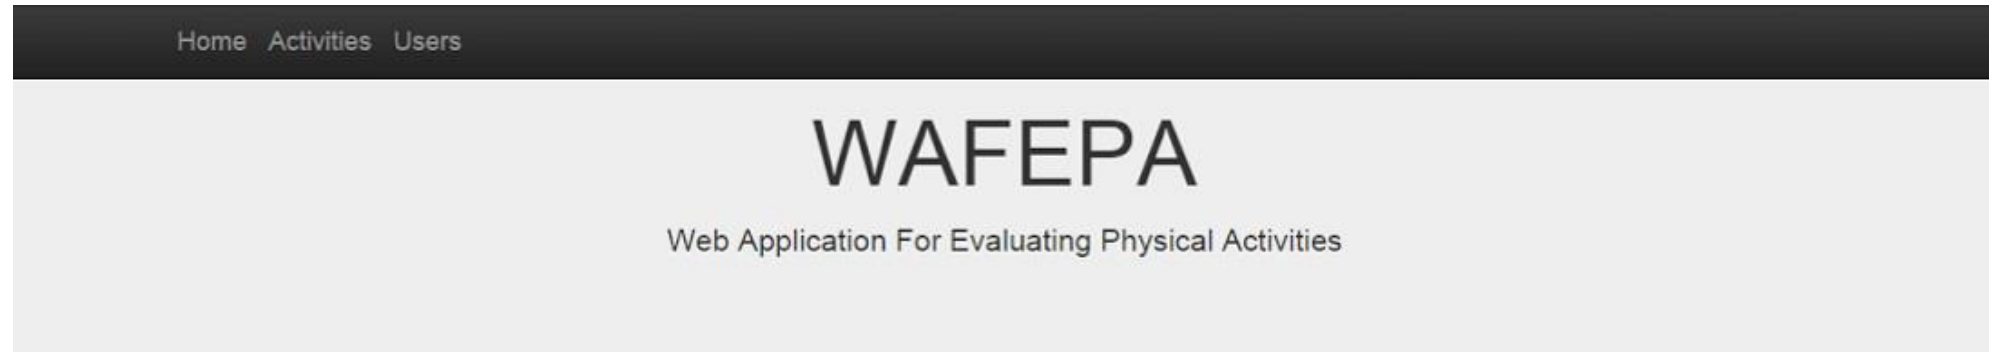 Home Activities Users
WAFEPA
Web Application For Evaluating Physical Activities